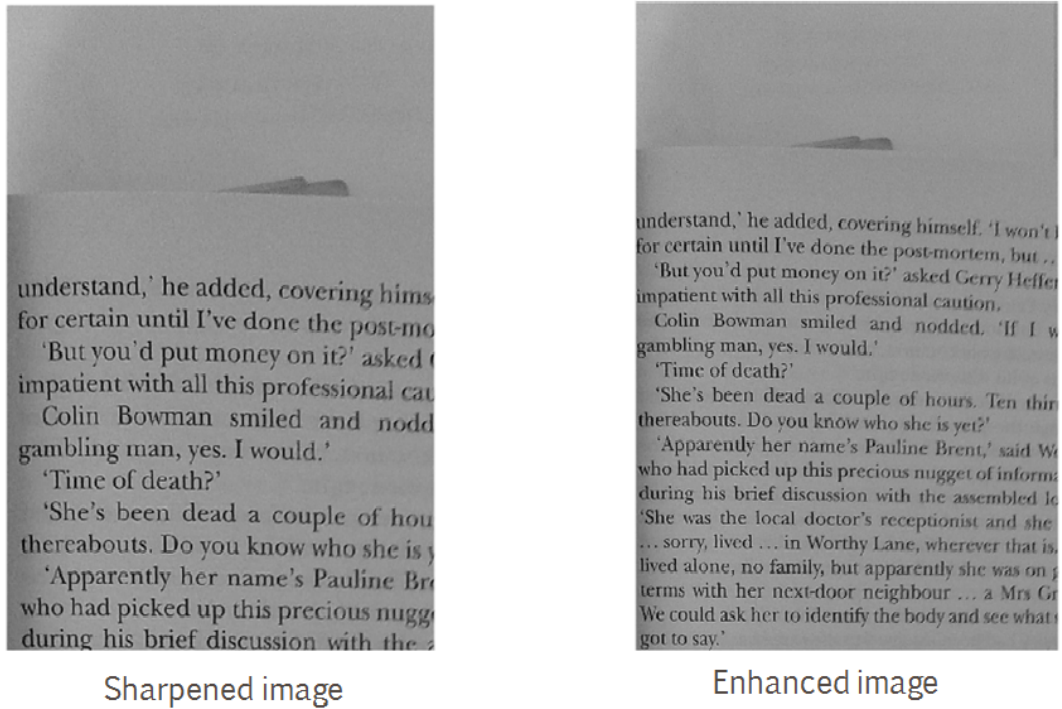 understand,' he added, covering hims
for certain until I've done the post-mo
'But you'd put money on it?' asked
impatient with all this professional cau
Colin Bowman smiled and nodd
gambling man, yes. I would.'
'Time of death?'
'She's been dead a couple of hou
thereabouts. Do you know who she is y
'Apparently her name's Pauline Bre
who had picked up this precious nugg
during his brief discussion with the
Sharpened image
understand,' he added, covering himself. 'I won't
for certain until I've done the post-mortem, but ..
'But you'd put money on it?' asked Gerry Heffer
impatient with all this professional caution.
Colin Bowman smiled and nodded. 'If I w
gambling man, yes. I would.'
'Time of death?'
'She's been dead a couple of hours. Ten thir
thereabouts. Do you know who she is yet?'
'Apparently her name's Pauline Brent,' said We
who had picked up this precious nugget of informa
during his brief discussion with the assembled lo
'She was the local doctor's receptionist and she
... sorry, lived ... in Worthy Lane, wherever that is.
lived alone, no family, but apparently she was on
terms with her next-door neighbour ... a Mrs Gr
We could ask her to identify the body and see what
got to say.'
Enhanced image